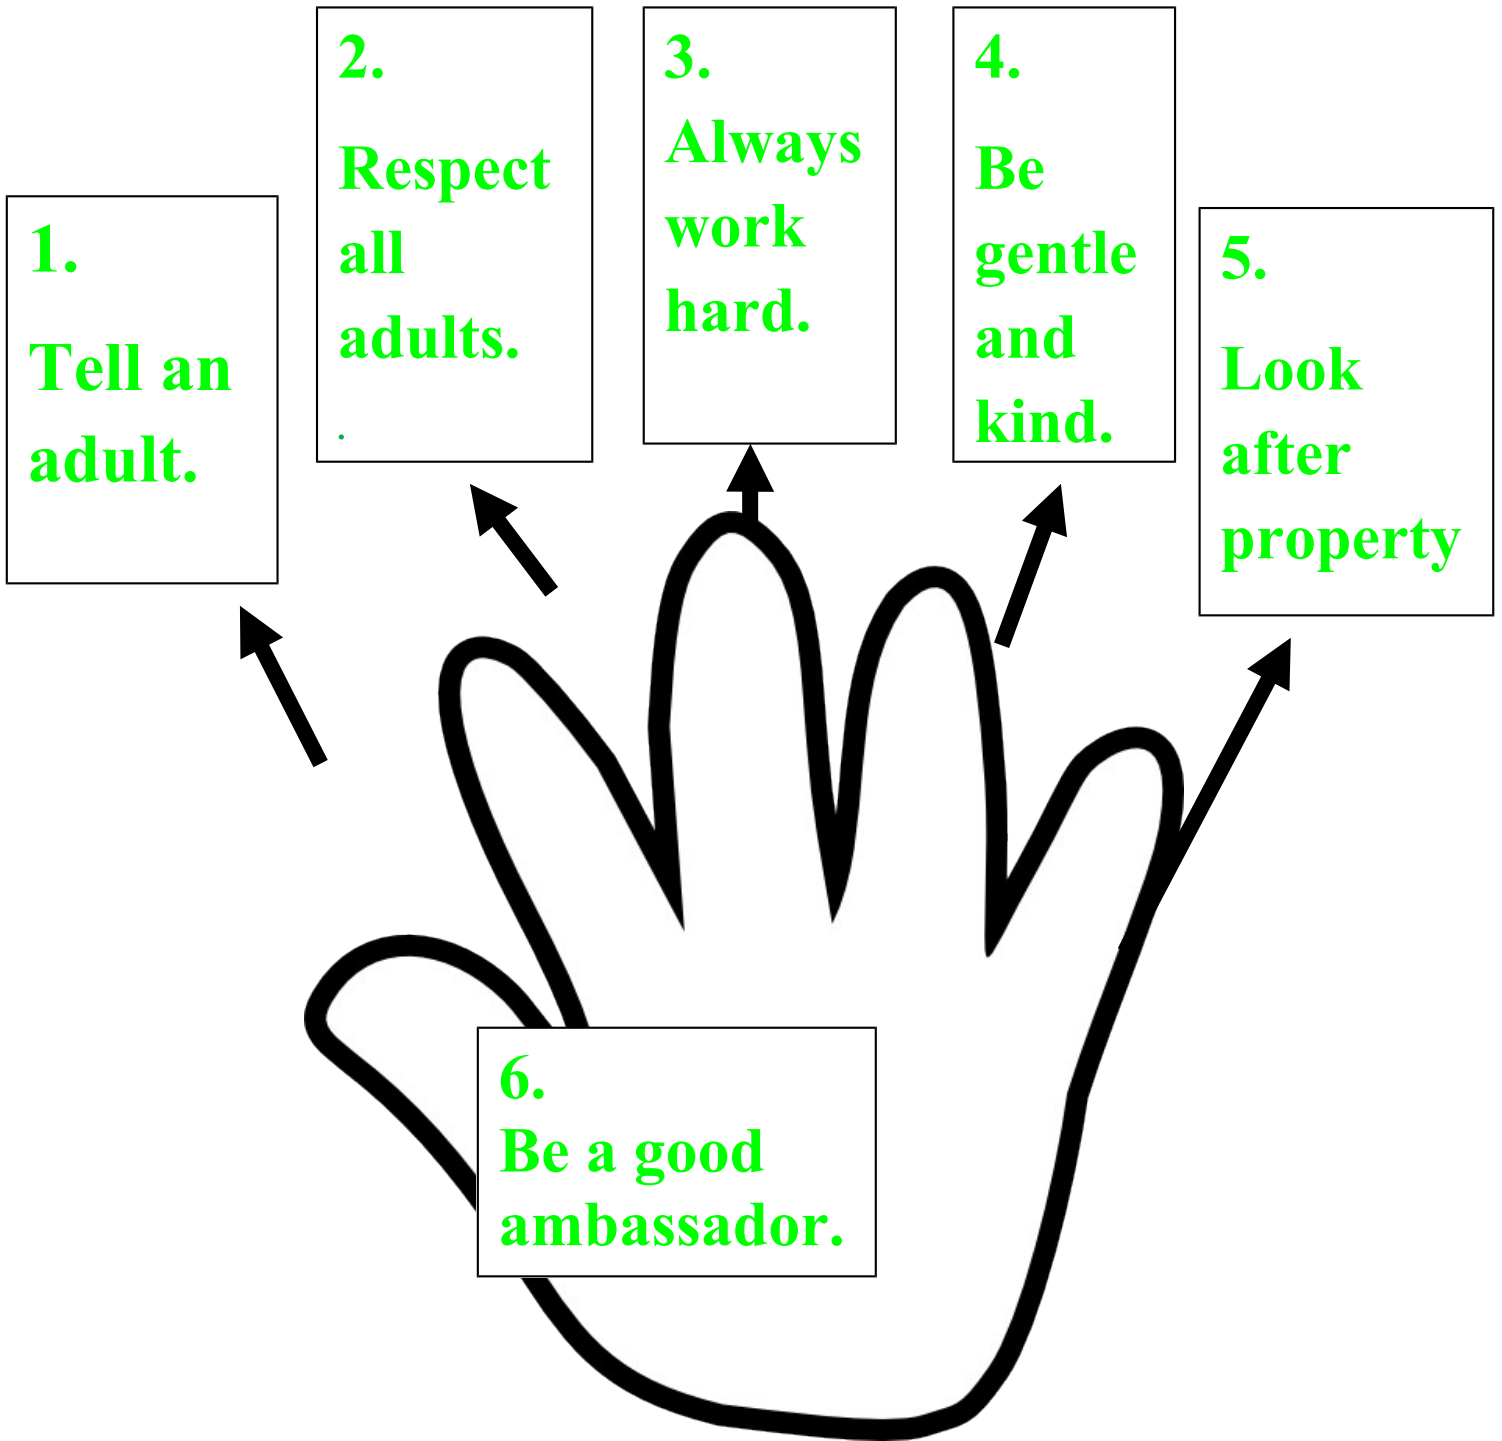 1.
Tell an
adult.
2.
Respect
all
adults.
.
3.
Always
work
hard.
4.
Be
gentle
and
kind.
5.
Look
after
property
6.
Be a good
ambassador.